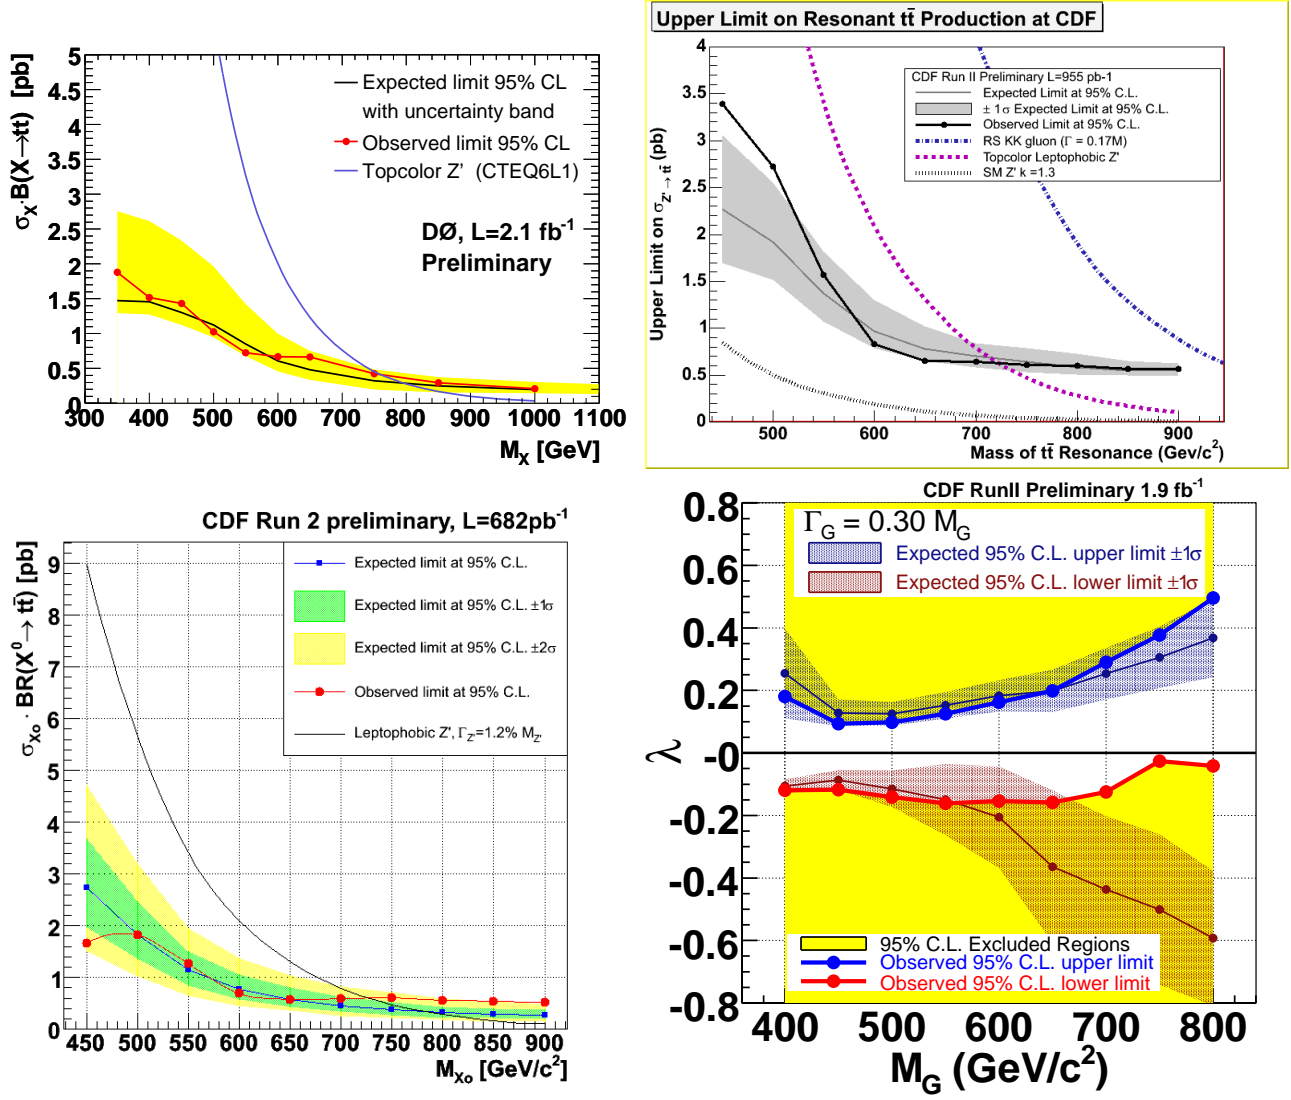 5
4.5
4
3.5
3
2.5
2
1.5
1
0.5
0
300 400 500 600 700 800 900 1000 1100
σX·B(X→tt) [pb]
MX [GeV]
Expected limit 95% CL
with uncertainty band
Observed limit 95% CL
Topcolor Z' (CTEQ6L1)
DØ, L=2.1 fb-1
Preliminary
Upper Limit on Resonant tt̄ Production at CDF
4
3.5
3
2.5
2
1.5
1
0.5
0
500 600 700 800 900
Upper Limit on σZ'→tt̄ (pb)
Mass of tt̄ Resonance (Gev/c²)
CDF Run II Preliminary L=955 pb-1
Expected Limit at 95% C.L.
± 1σ Expected Limit at 95% C.L.
Observed Limit at 95% C.L.
RS KK gluon (Γ = 0.17M)
Topcolor Leptophobic Z'
SM Z' k =1.3
CDF Run 2 preliminary, L=682pb-1
9
8
7
6
5
4
3
2
1
0
450 500 550 600 650 700 750 800 850 900
σXo · BR(X⁰→ tt̄) [pb]
MXo [GeV/c²]
Expected limit at 95% C.L.
Expected limit at 95% C.L. ±1σ
Expected limit at 95% C.L. ±2σ
Observed limit at 95% C.L.
Leptophobic Z', ΓZ'=1.2% MZ'
CDF RunII Preliminary 1.9 fb-1
0.8
0.6
0.4
0.2
-0
-0.2
-0.4
-0.6
-0.8
400 500 600 700 800
λ
MG (GeV/c²)
ΓG = 0.30 MG
Expected 95% C.L. upper limit ±1σ
Expected 95% C.L. lower limit ±1σ
95% C.L. Excluded Regions
Observed 95% C.L. upper limit
Observed 95% C.L. lower limit